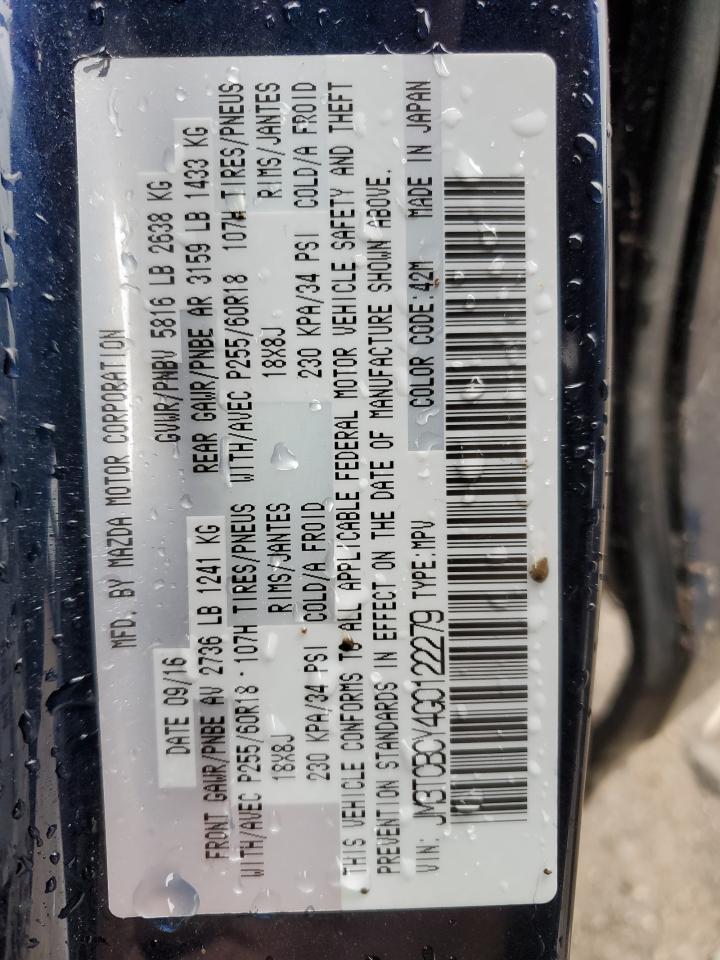 MFD. BY MAZDA MOTOR CORPORATION
DATE 09/16 GVWR/PNBV 5816 LB 2638 KG
FRONT GAWR/PNBE AV 2736 LB 1241 KG REAR GAWR/PNBE AR 3159 LB 1433 KG
WITH/AVEC P255/60R18 107H TIRES/PNEUS WITH/AVEC P255/60R18 107H TIRES/PNEUS
18X8J RIMS/JANTES 18X8J RIMS/JANTES
230 KPA/34 PSI COLD/A FROID 230 KPA/34 PSI COLD/A FROID
THIS VEHICLE CONFORMS TO ALL APPLICABLE FEDERAL MOTOR VEHICLE SAFETY AND THEFT
PREVENTION STANDARDS IN EFFECT ON THE DATE OF MANUFACTURE SHOWN ABOVE.
COLOR CODE:42M MADE IN JAPAN
VIN: JM3TCBCY4G0122279 TYPE:MPV